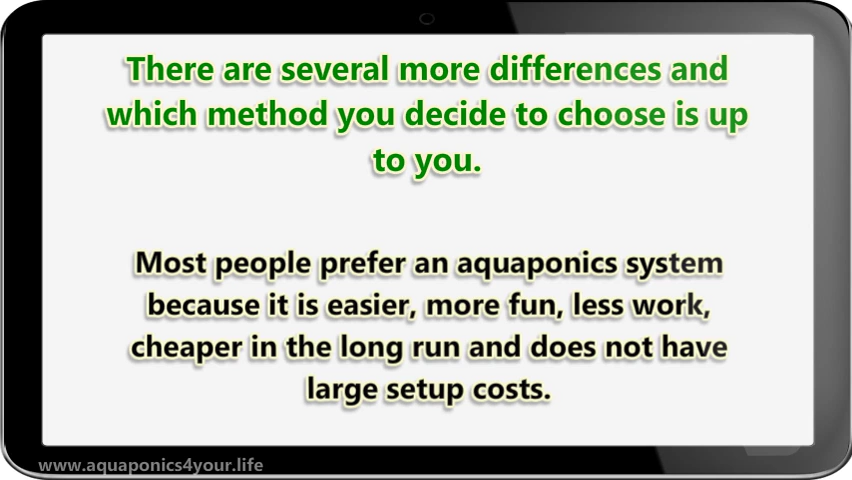 There are several more differences and
which method you decide to choose is up
to you.
Most people prefer an aquaponics system
because it is easier, more fun, less work,
cheaper in the long run and does not have
large setup costs.
www.aquaponics4your.life